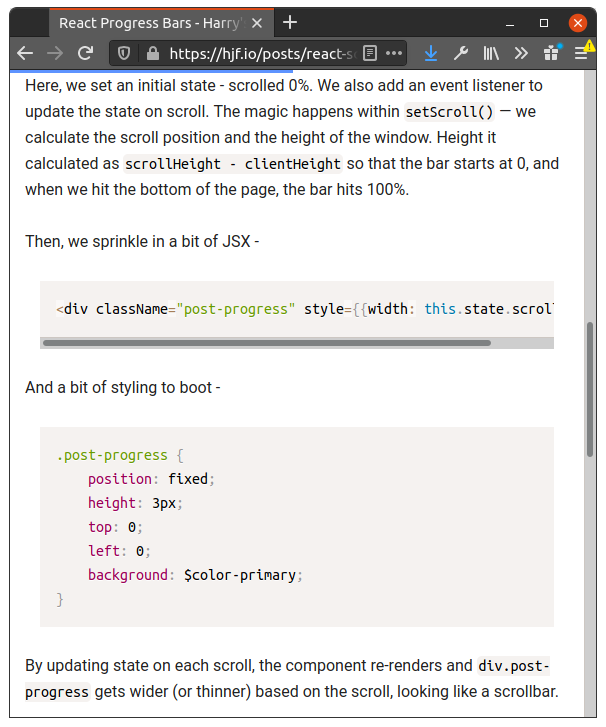 React Progress Bars - Harry'
https://hjf.io/posts/react-s
Here, we set an initial state - scrolled 0%. We also add an event listener to
update the state on scroll. The magic happens within setScroll() — we
calculate the scroll position and the height of the window. Height it
calculated as scrollHeight - clientHeight so that the bar starts at 0, and
when we hit the bottom of the page, the bar hits 100%.
Then, we sprinkle in a bit of JSX -
<div className="post-progress" style={{width: this.state.scroll
And a bit of styling to boot -
.post-progress {
position: fixed;
height: 3px;
top: 0;
left: 0;
background: $color-primary;
}
By updating state on each scroll, the component re-renders and div.post-
progress gets wider (or thinner) based on the scroll, looking like a scrollbar.